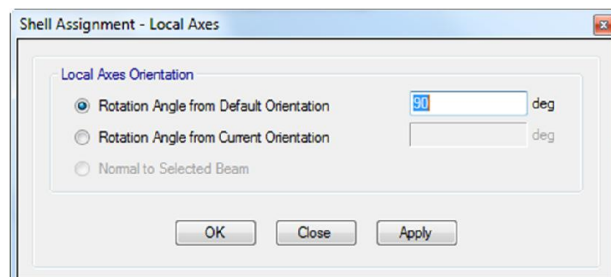 Shell Assignment - Local Axes
Local Axes Orientation
Rotation Angle from Default Orientation 90 deg
Rotation Angle from Current Orientation deg
Normal to Selected Beam
OK Close Apply